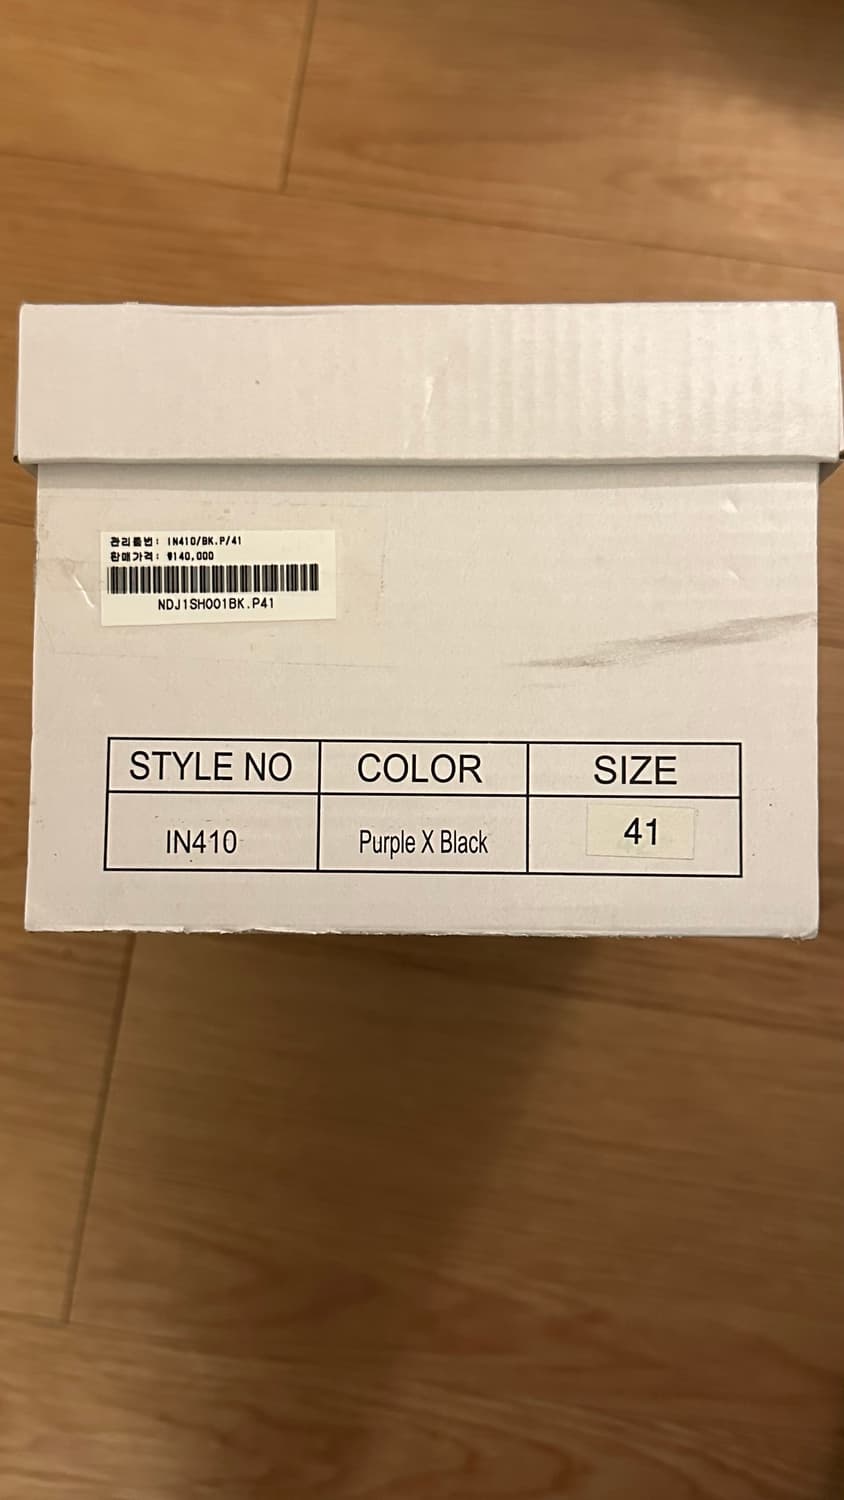 관리품번: IN410/BK.P/41
판매가격: ₩140,000
NDJ1SH001BK.P41
STYLE NO COLOR SIZE
IN410 Purple X Black 41